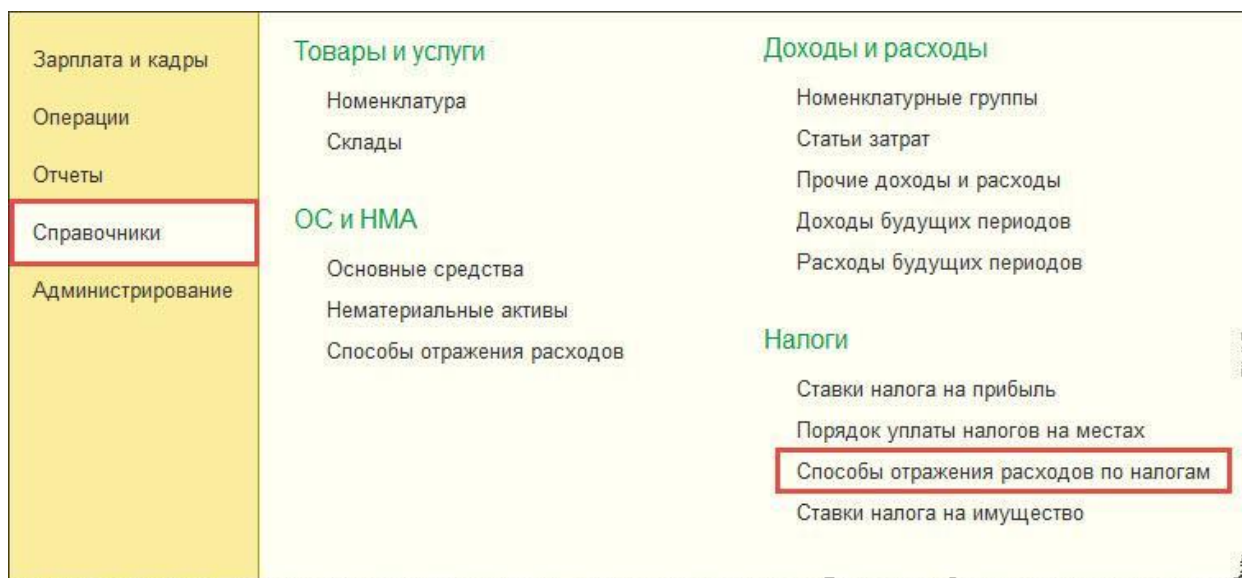 Зарплата и кадры
Операции
Отчеты
Справочники
Администрирование
Товары и услуги
Номенклатура
Склады
ОС и НМА
Основные средства
Нематериальные активы
Способы отражения расходов
Доходы и расходы
Номенклатурные группы
Статьи затрат
Прочие доходы и расходы
Доходы будущих периодов
Расходы будущих периодов
Налоги
Ставки налога на прибыль
Порядок уплаты налогов на местах
Способы отражения расходов по налогам
Ставки налога на имущество